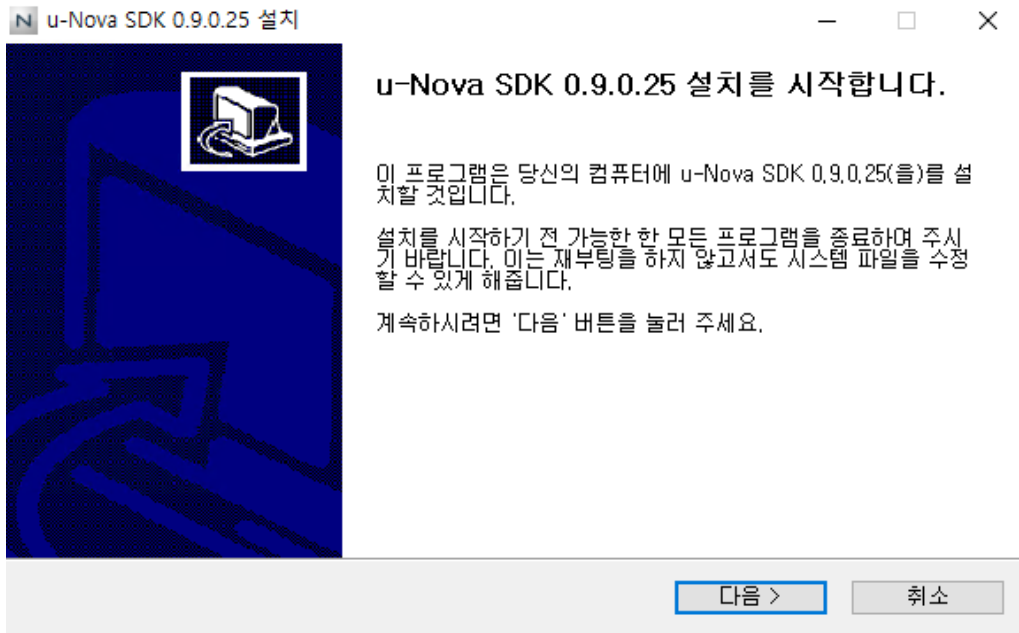 u-Nova SDK 0.9.0.25 설치
u-Nova SDK 0.9.0.25 설치를 시작합니다.
이 프로그램은 당신의 컴퓨터에 u-Nova SDK 0.9.0.25(을)를 설
치할 것입니다.
설치를 시작하기 전 가능한 한 모든 프로그램을 종료하여 주시
기 바랍니다. 이는 재부팅을 하지 않고서도 시스템 파일을 수정
할 수 있게 해줍니다.
계속하시려면 '다음' 버튼을 눌러 주세요.
다음 > 취소